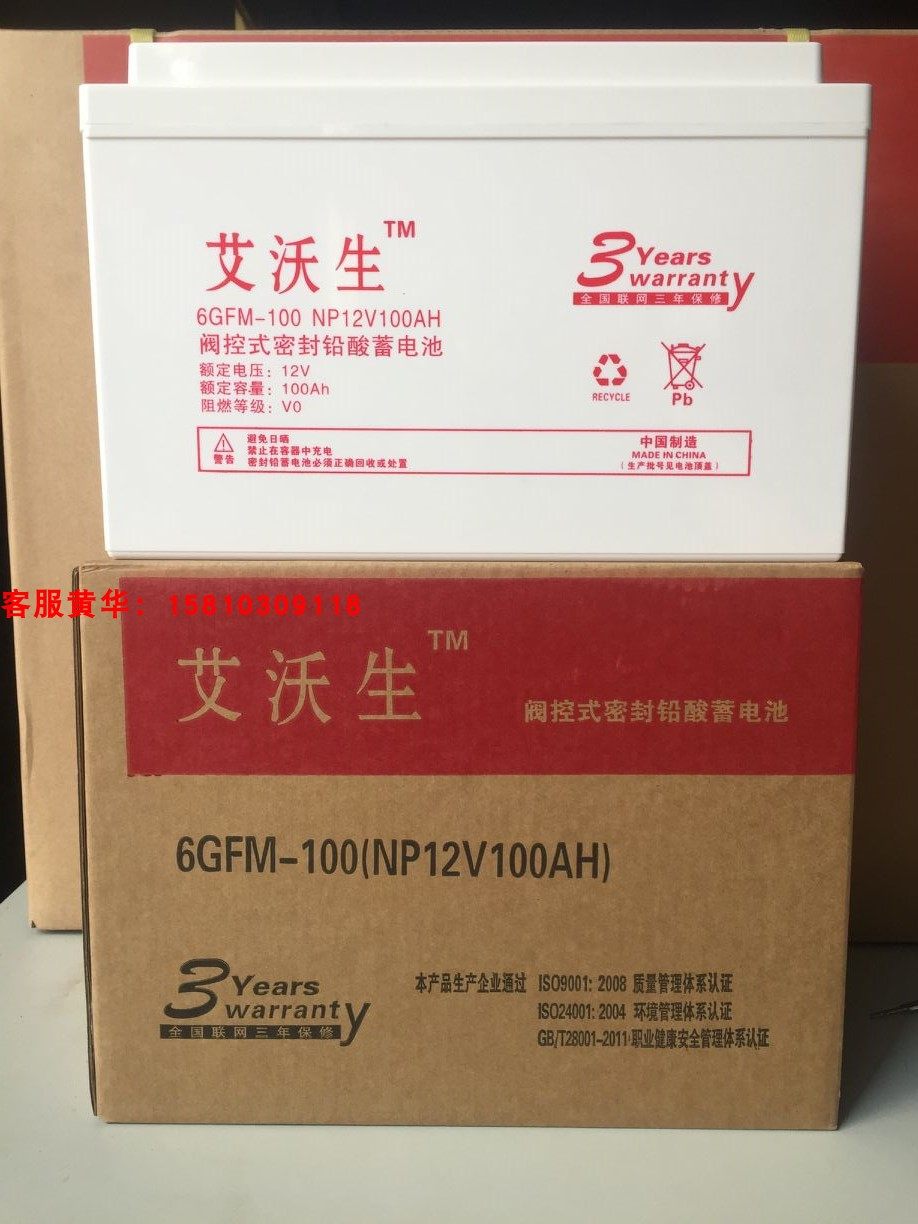 艾沃生™
3 Years warranty
全国联网三年保修
6GFM-100 NP12V100AH
阀控式密封铅酸蓄电池
额定电压：12V
额定容量：100Ah
阻燃等级：V0
RECYCLE
Pb
警告
避免日晒
禁止在容器中充电
密封铅蓄电池必须正确回收或处置
中国制造
MADE IN CHINA
（生产批号见电池顶盖）
客服黄华：15810309118
艾沃生™
阀控式密封铅酸蓄电池
6GFM-100(NP12V100AH)
3 Years warranty
全国联网三年保修
本产品生产企业通过 ISO9001: 2008 质量管理体系认证
ISO24001: 2004 环境管理体系认证
GB/T28001-2011 职业健康安全管理体系认证